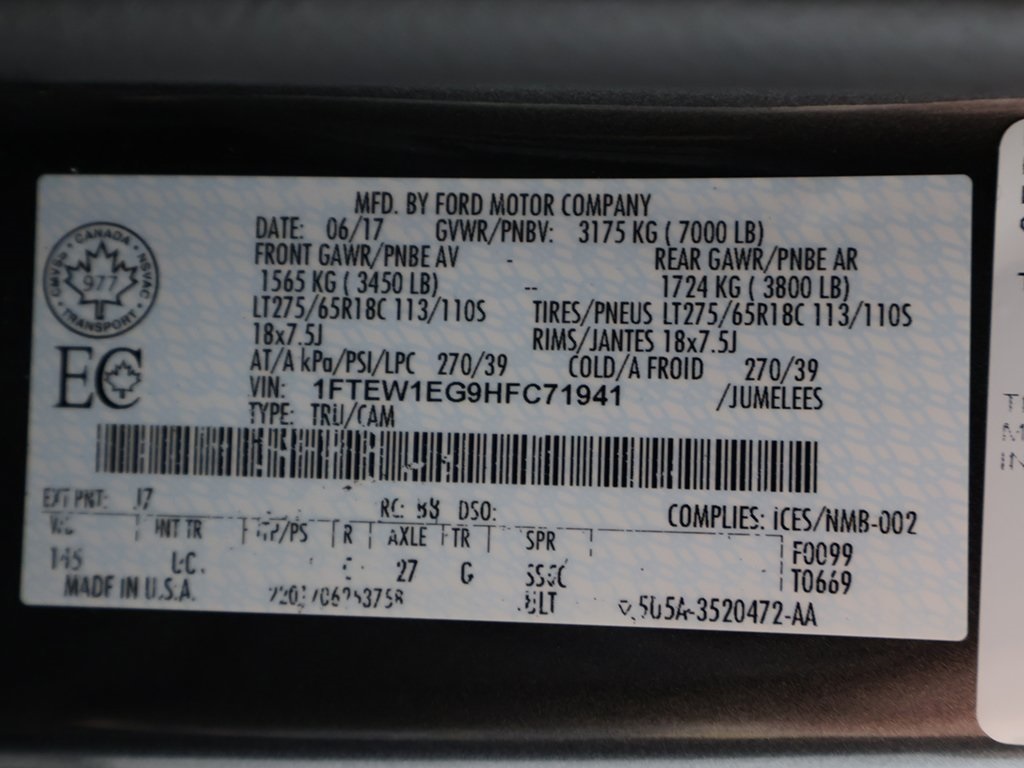 MFD. BY FORD MOTOR COMPANY
DATE: 06/17 GVWR/PNBV: 3175 KG ( 7000 LB)
FRONT GAWR/PNBE AV - REAR GAWR/PNBE AR
1565 KG ( 3450 LB) -- 1724 KG ( 3800 LB)
LT275/65R18C 113/110S TIRES/PNEUS LT275/65R18C 113/110S
18x7.5J RIMS/JANTES 18x7.5J
AT/A kPa/PSI/LPC 270/39 COLD/A FROID 270/39
VIN: 1FTEW1EG9HFC71941 /JUMELEES
TYPE: TRU/CAM
CANADA
NSVAC
TRANSPORT
977
EC
EXT PNT: J7 RC: DSO: COMPLIES: iCES/NMB-002
WB INT TR TP/PS R AXLE TR SPR F0099
145 27 G T0669
MADE IN U.S.A. 5U5A-3520472-AA